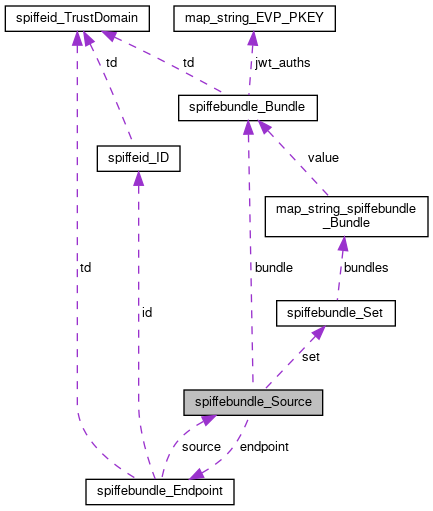 spiffeid_TrustDomain
map_string_EVP_PKEY
td
td
jwt_auths
spiffebundle_Bundle
spiffeid_ID
value
map_string_spiffebundle
_Bundle
td
bundle
bundles
id
spiffebundle_Set
set
spiffebundle_Source
source
endpoint
spiffebundle_Endpoint